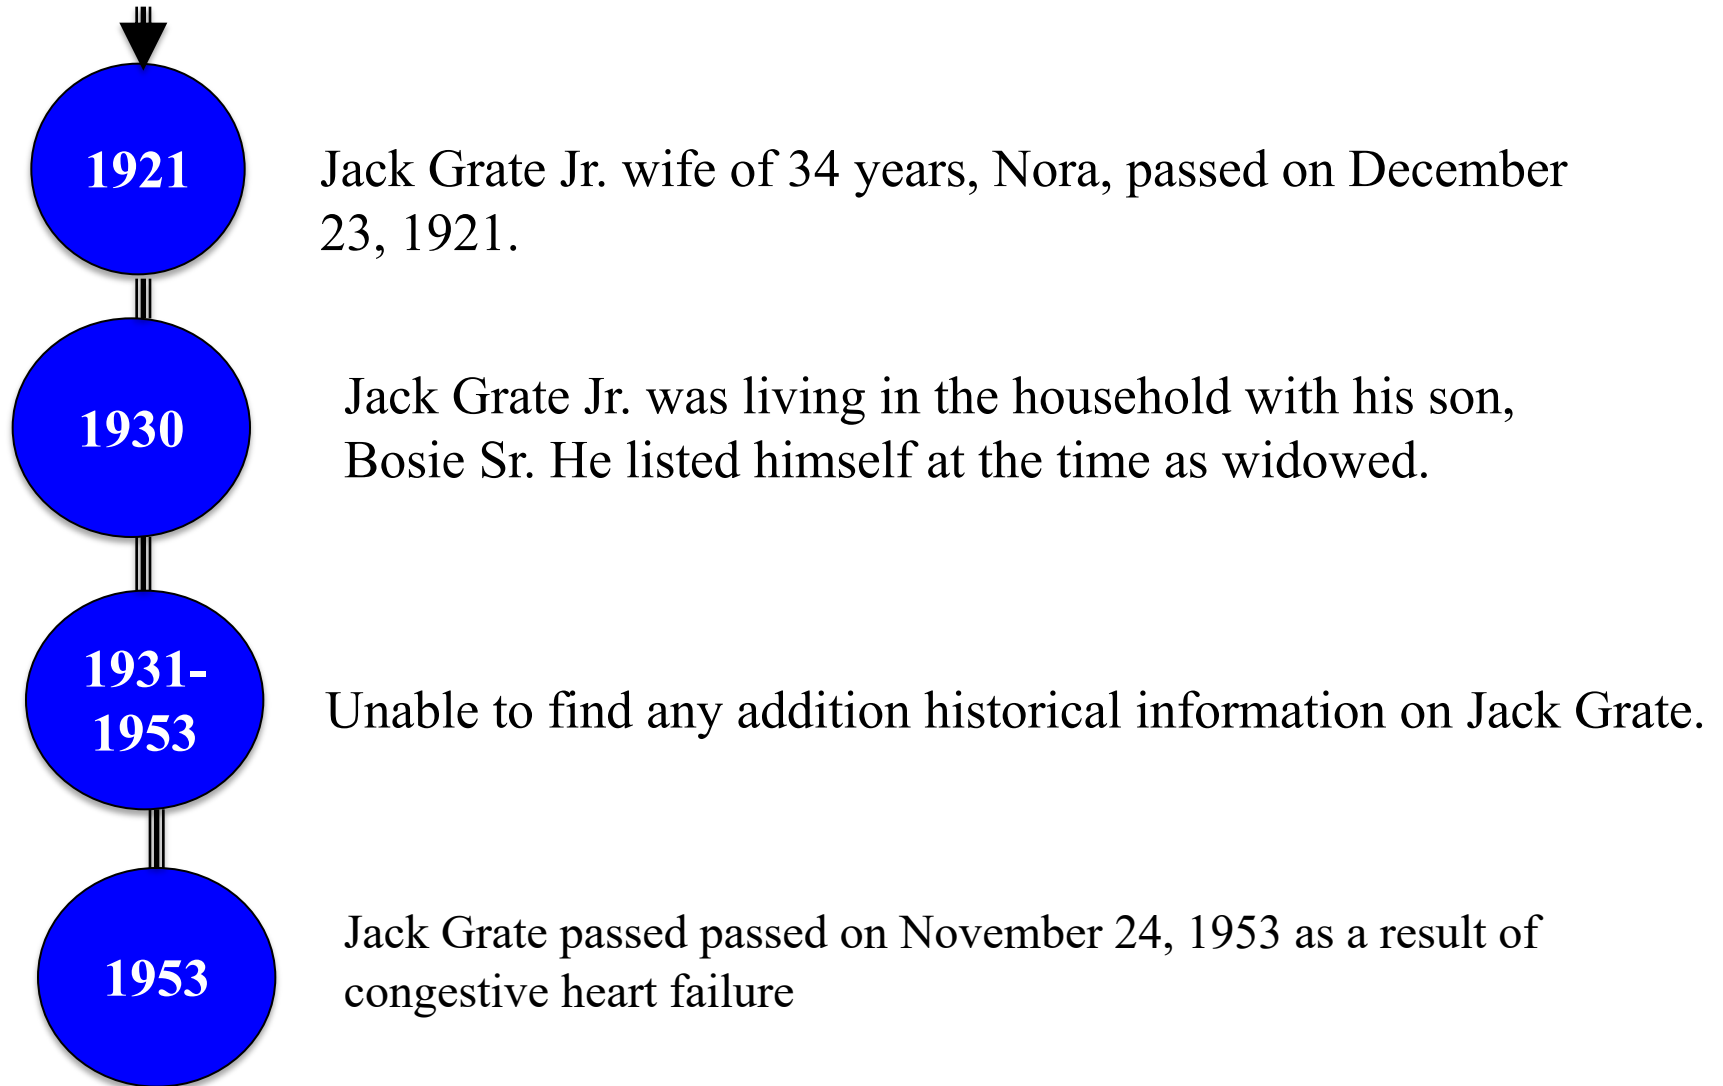 1921
Jack Grate Jr. wife of 34 years, Nora, passed on December
23, 1921.
1930
Jack Grate Jr. was living in the household with his son,
Bosie Sr. He listed himself at the time as widowed.
1931-
1953
Unable to find any addition historical information on Jack Grate.
1953
Jack Grate passed passed on November 24, 1953 as a result of
congestive heart failure